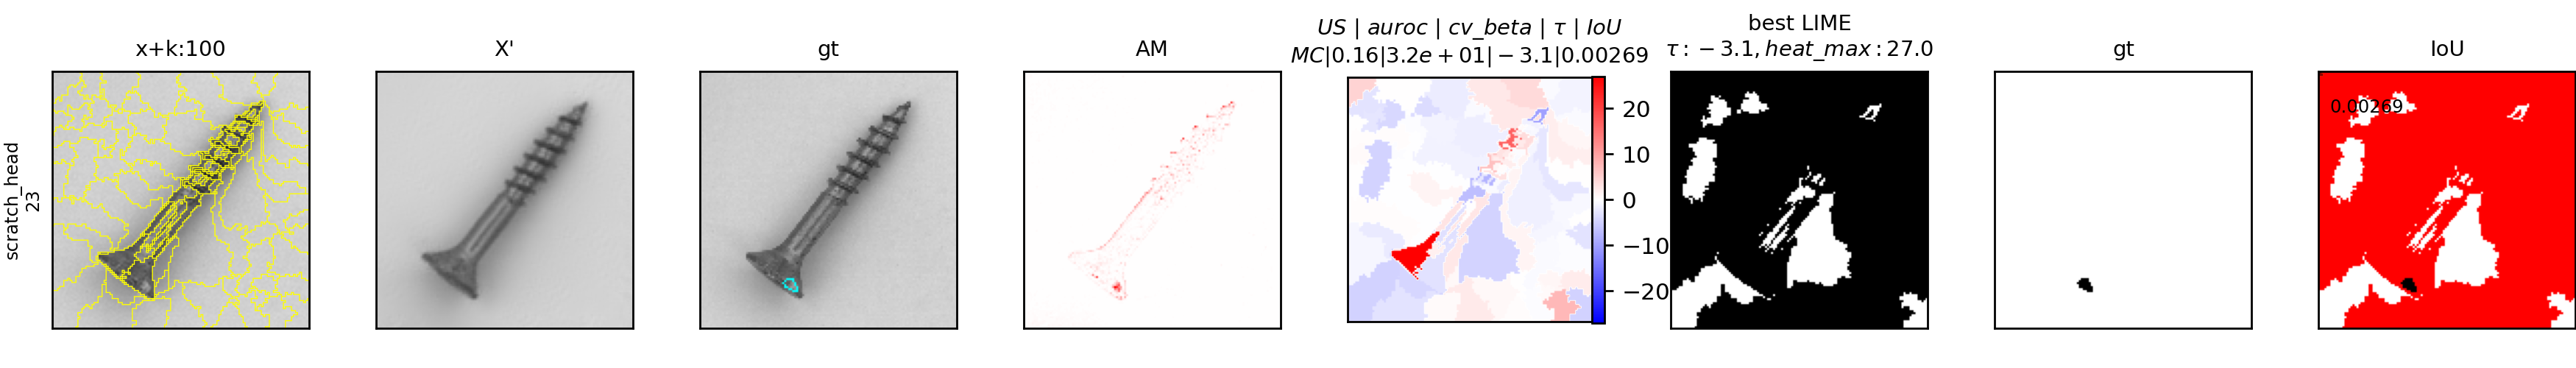 x+k:100
X'
gt
AM
US | auroc | cv_beta | τ | IoU
MC|0.16|3.2e + 01| − 3.1|0.00269
best LIME
τ : − 3.1, heat_max : 27.0
gt
IoU
scratch_head
23
20
10
0
−10
−20
0.00269